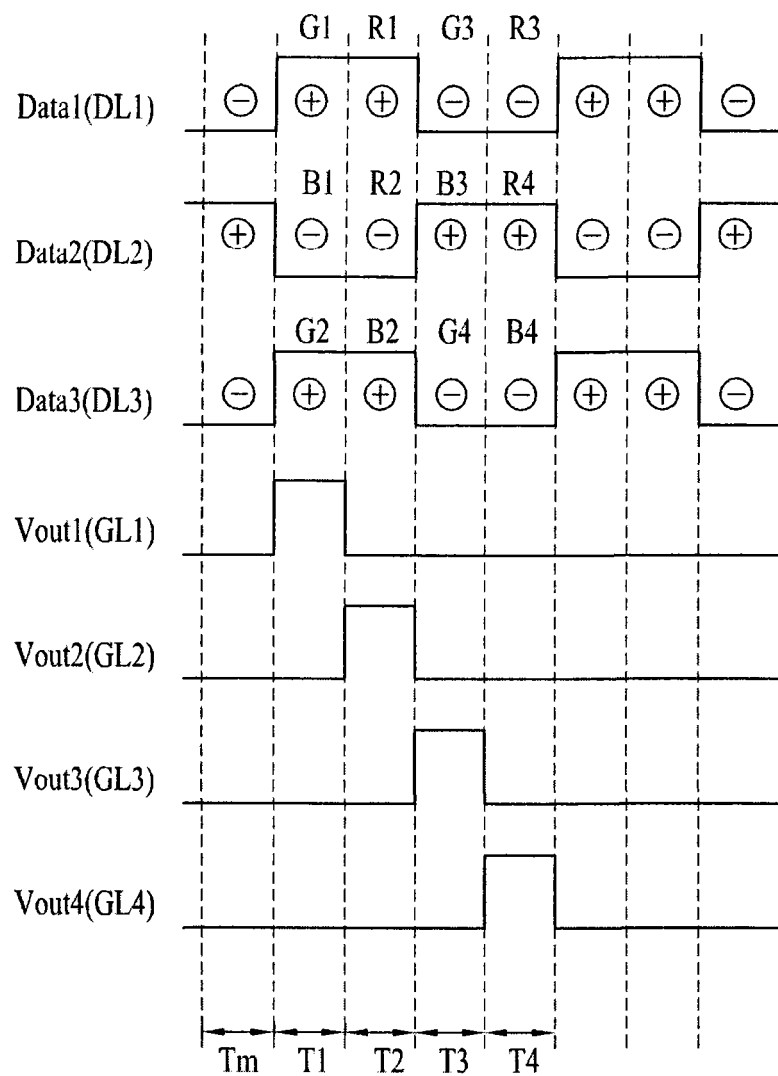 G1 R1 G3 R3
Data1(DL1) ⊖ ⊕ ⊕ ⊖ ⊖ ⊕ ⊕ ⊖
B1 R2 B3 R4
Data2(DL2) ⊕ ⊖ ⊖ ⊕ ⊕ ⊖ ⊖ ⊕
G2 B2 G4 B4
Data3(DL3) ⊖ ⊕ ⊕ ⊖ ⊖ ⊕ ⊕ ⊖
Vout1(GL1)
Vout2(GL2)
Vout3(GL3)
Vout4(GL4)
Tm T1 T2 T3 T4